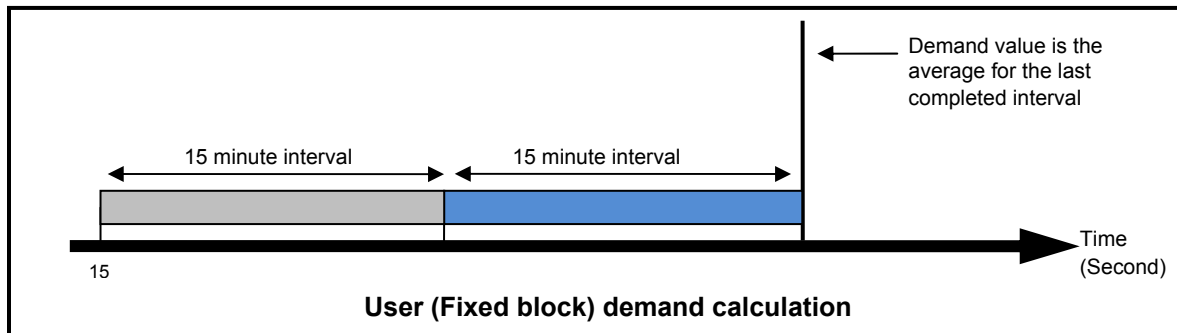 Demand value is the
average for the last
completed interval
15 minute interval
15 minute interval
Time
(Second)
15
User (Fixed block) demand calculation